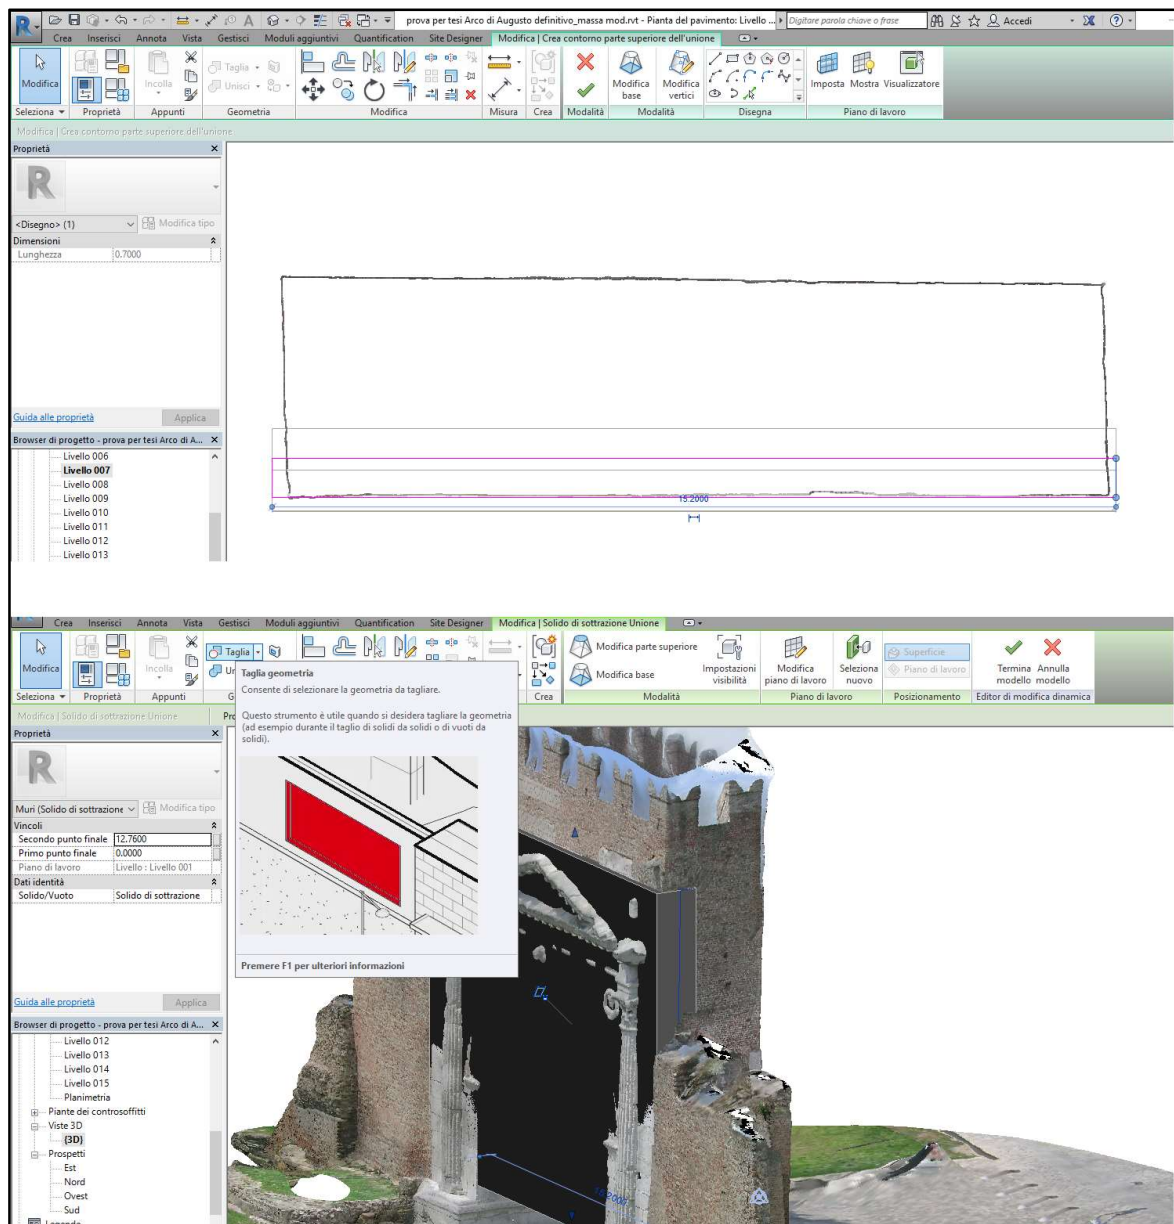 prova per tesi Arco di Augusto definitivo_massa mod.rvt - Pianta del pavimento: Livello ...
Digitare parola chiave o frase
Accedi
Crea Inserisci Annota Vista Gestisci Moduli aggiuntivi Quantification Site Designer Modifica | Crea contorno parte superiore dell'unione
Modifica
Incolla
Taglia
Unisci
Modifica base
Modifica vertici
Imposta Mostra Visualizzatore
Seleziona Proprietà Appunti Geometria Modifica Misura Crea Modalità Modalità Disegna Piano di lavoro
Modifica | Crea contorno parte superiore dell'unione
Proprietà
R
<Disegno> (1)
Modifica tipo
Dimensioni
Lunghezza 0.7000
Guida alle proprietà
Applica
Browser di progetto - prova per tesi Arco di A...
Livello 006
Livello 007
Livello 008
Livello 009
Livello 010
Livello 011
Livello 012
Livello 013
15.2000
Crea Inserisci Annota Vista Gestisci Moduli aggiuntivi Quantification Site Designer Modifica | Solido di sottrazione Unione
Modifica
Incolla
Taglia
Modifica parte superiore
Modifica base
Impostazioni visibilità
Modifica piano di lavoro
Seleziona nuovo
Superficie
Piano di lavoro
Termina modello
Annulla modello
Seleziona Proprietà Appunti G Crea Modalità Piano di lavoro Posizionamento Editor di modifica dinamica
Modifica | Solido di sottrazione Unione
Taglia geometria
Consente di selezionare la geometria da tagliare.
Questo strumento è utile quando si desidera tagliare la geometria
(ad esempio durante il taglio di solidi da solidi o di vuoti da
solidi).
Premere F1 per ulteriori informazioni
Proprietà
R
Muri (Solido di sottrazione
Modifica tipo
Vincoli
Secondo punto finale 12.7600
Primo punto finale 0.0000
Piano di lavoro Livello : Livello 001
Dati identità
Solido/Vuoto Solido di sottrazione
Guida alle proprietà
Applica
Browser di progetto - prova per tesi Arco di A...
Livello 012
Livello 013
Livello 014
Livello 015
Planimetria
Piante dei controsoffitti
Viste 3D
(3D)
Prospetti
Est
Nord
Ovest
Sud
15.2000